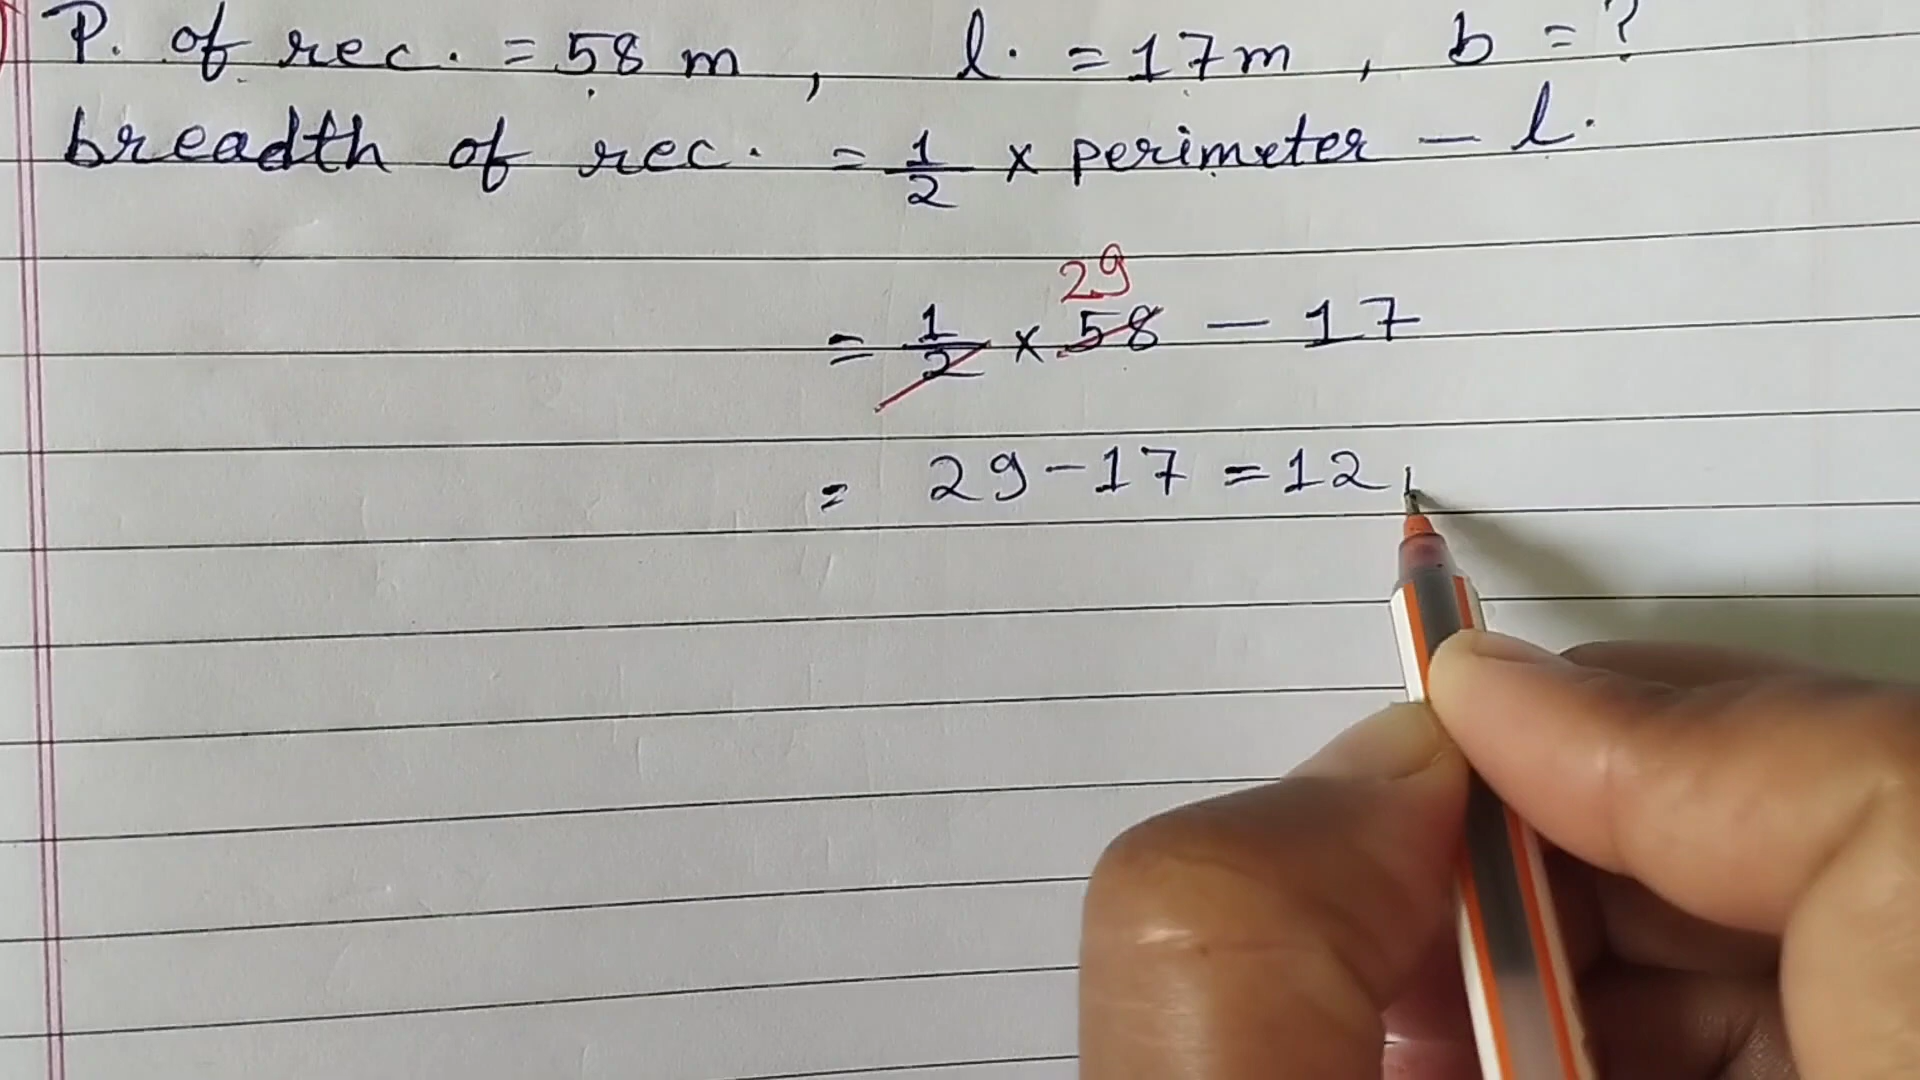 P. of rec. = 58 m, l. = 17m, b = ?
breadth of rec. = 1/2 × perimeter - l.
29
= 1/2 × 58 - 17
= 29 - 17 = 12